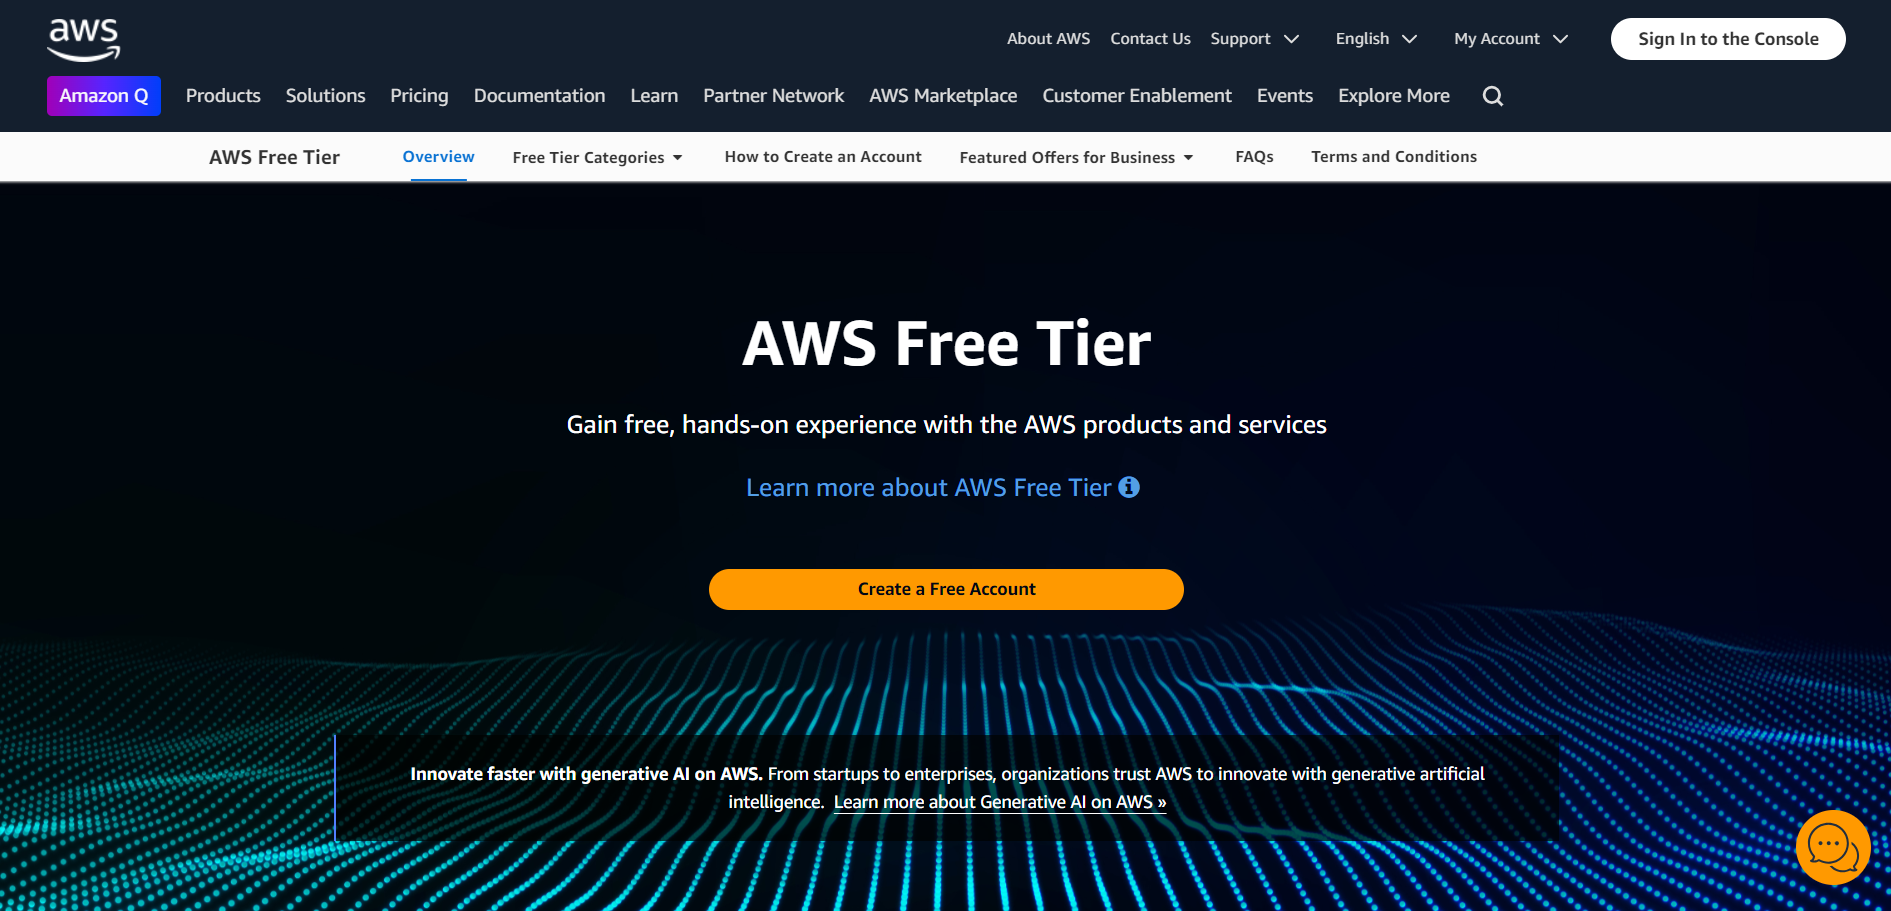 aws
About AWS Contact Us Support English My Account Sign In to the Console
Amazon Q Products Solutions Pricing Documentation Learn Partner Network AWS Marketplace Customer Enablement Events Explore More
AWS Free Tier Overview Free Tier Categories How to Create an Account Featured Offers for Business FAQs Terms and Conditions
AWS Free Tier
Gain free, hands-on experience with the AWS products and services
Learn more about AWS Free Tier
Create a Free Account
Innovate faster with generative AI on AWS. From startups to enterprises, organizations trust AWS to innovate with generative artificial
intelligence. Learn more about Generative AI on AWS »